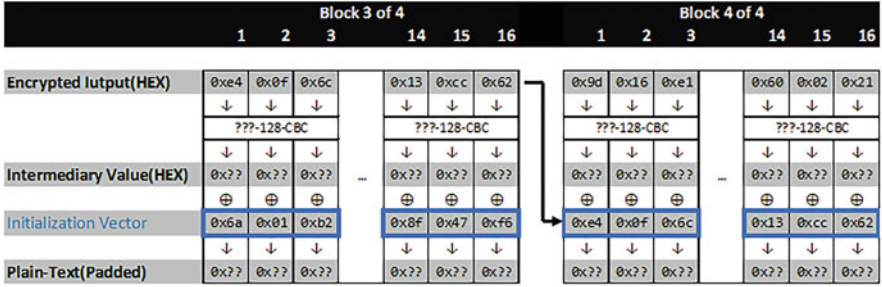 Block 3 of 4 Block 4 of 4
1 2 3 14 15 16 1 2 3 14 15 16
Encrypted Iutput(HEX) 0xe4 0x0f 0x6c 0x13 0xcc 0x62 0x9d 0x16 0xe1 0x60 0x02 0x21
↓ ↓ ↓ ↓ ↓ ↓ ↓ ↓ ↓ ↓ ↓ ↓
???-128-CBC ???-128-CBC ???-128-CBC ???-128-CBC
↓ ↓ ↓ ↓ ↓ ↓ ↓ ↓ ↓ ↓ ↓ ↓
Intermediary Value(HEX) 0x?? 0x?? 0x?? ... 0x?? 0x?? 0x?? 0x?? 0x?? 0x?? ... 0x?? 0x?? 0x??
⊕ ⊕ ⊕ ⊕ ⊕ ⊕ ⊕ ⊕ ⊕ ⊕ ⊕ ⊕
Initialization Vector 0x6a 0x01 0xb2 0x8f 0x47 0xf6 0xe4 0x0f 0x6c 0x13 0xcc 0x62
↓ ↓ ↓ ↓ ↓ ↓ ↓ ↓ ↓ ↓ ↓ ↓
Plain-Text(Padded) 0x?? 0x?? 0x?? 0x?? 0x?? 0x?? 0x?? 0x?? 0x?? 0x?? 0x?? 0x??